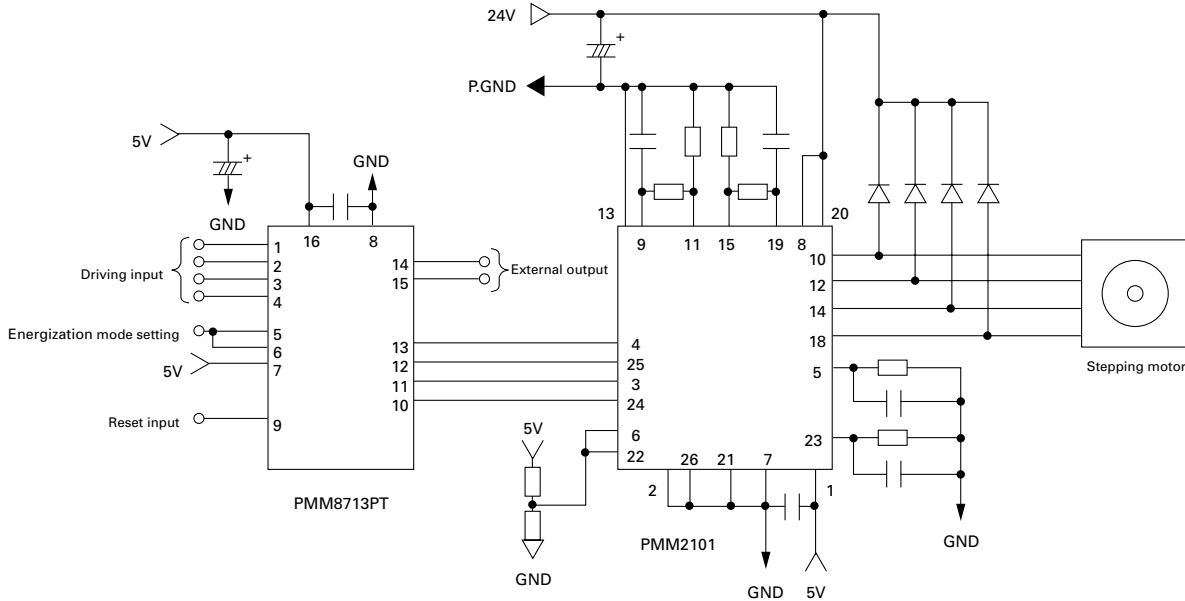 24V
+
P.GND
5V
+
GND
GND
13
20
16
8
9
11
15
19
8
Driving input
1
2
3
4
14
15
External output
10
12
14
18
Energization mode setting
5
6
5V
7
13
12
11
10
4
25
3
24
5
Stepping motor
Reset input
9
5V
6
22
23
2
26
21
7
1
PMM8713PT
PMM2101
GND
GND
GND
5V